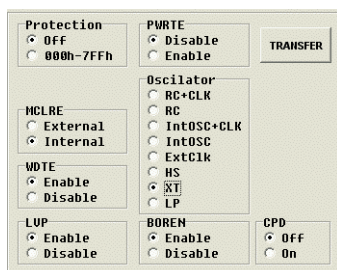 Protection
Off
000h-7FFh
PWRTE
Disable
Enable
TRANSFER
Oscilator
RC+CLK
RC
IntOSC+CLK
IntOSC
ExtClk
HS
XT
LP
MCLRE
External
Internal
WDTE
Enable
Disable
LVP
Enable
Disable
BOREN
Enable
Disable
CPD
Off
On